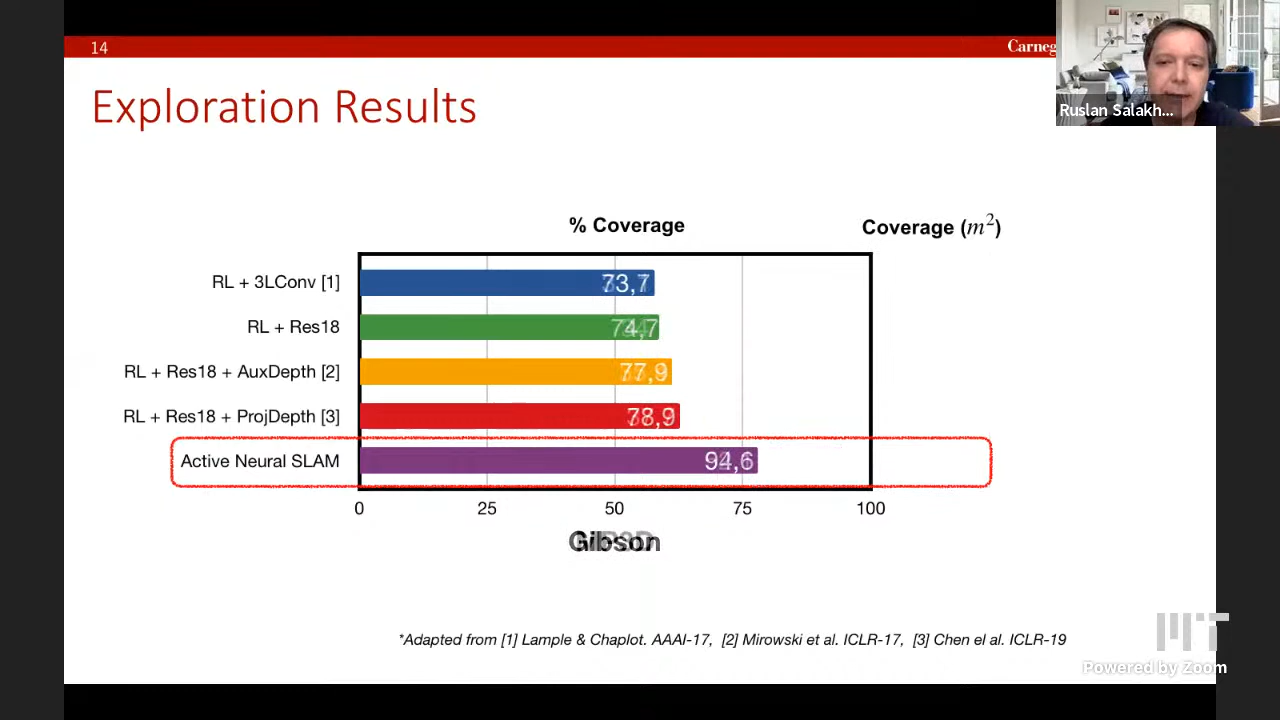 14
Carneg
Ruslan Salakh...
Exploration Results
% Coverage
Coverage (m²)
RL + 3LConv [1]
73,7
RL + Res18
74,7
RL + Res18 + AuxDepth [2]
77,9
RL + Res18 + ProjDepth [3]
78,9
Active Neural SLAM
94,6
0 25 50 75 100
Gibson
*Adapted from [1] Lample & Chaplot. AAAI-17, [2] Mirowski et al. ICLR-17, [3] Chen el al. ICLR-19
MIT
Powered by Zoom